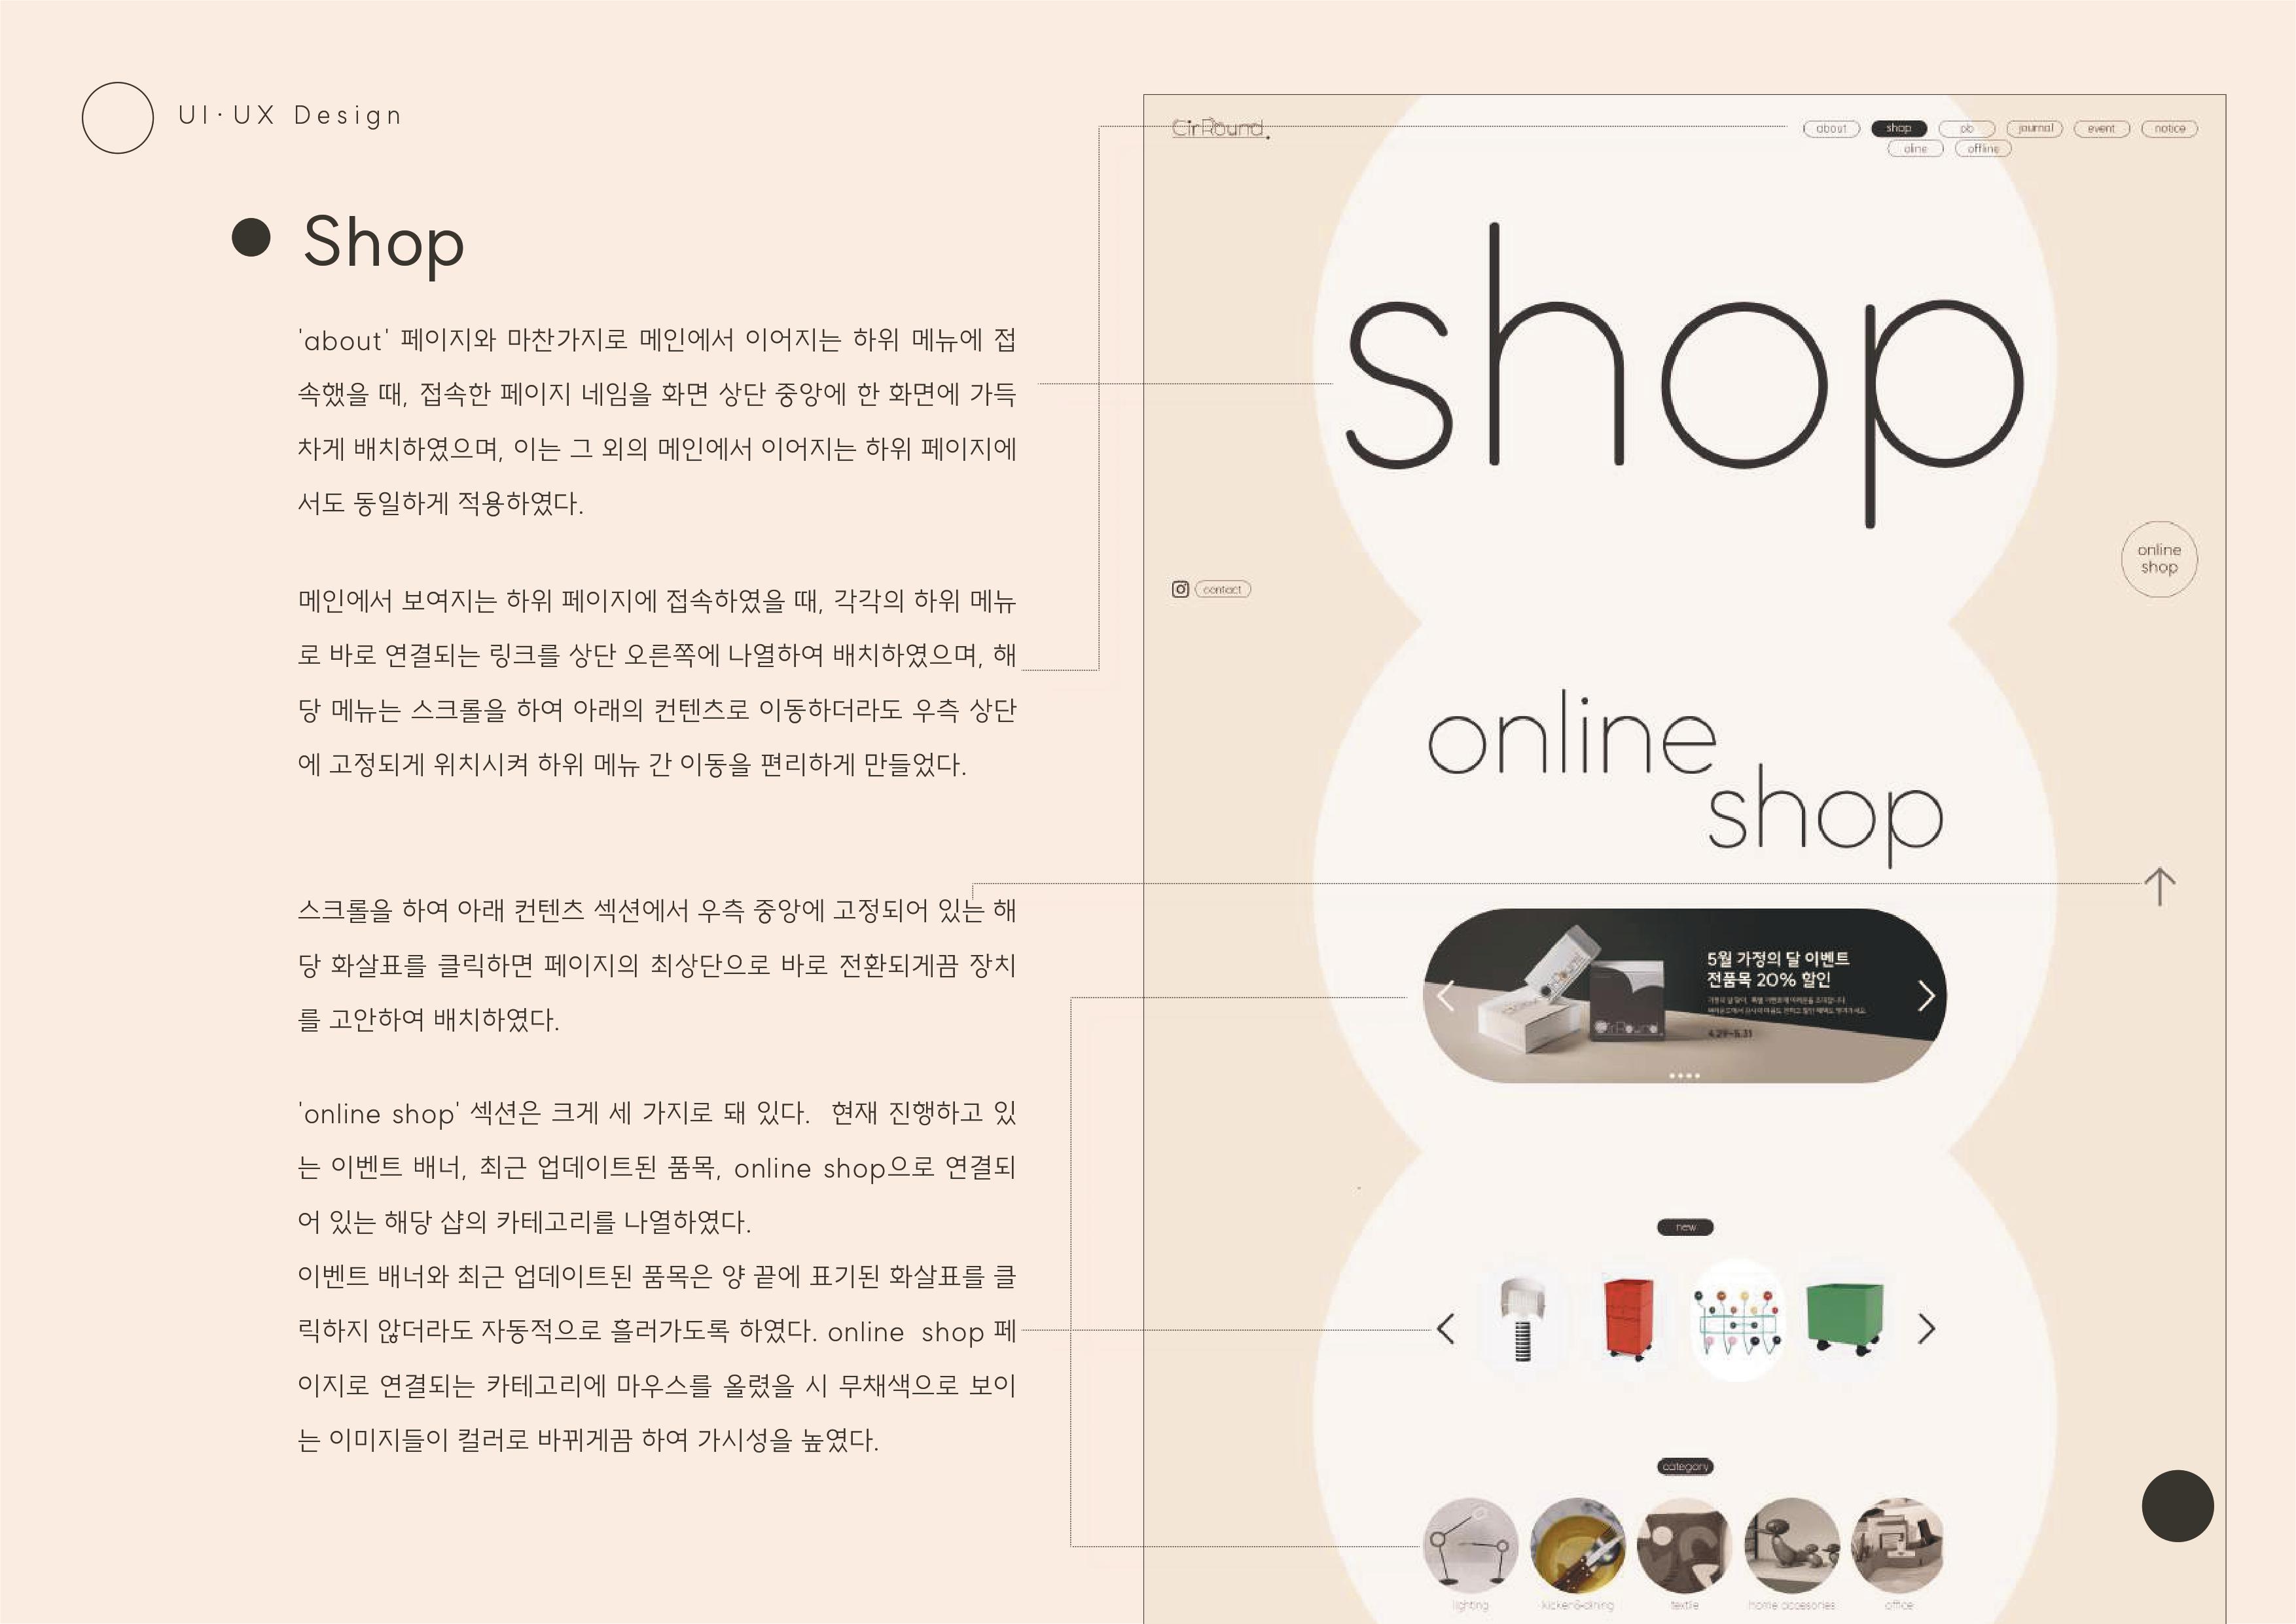 UI·UX Design
Shop
'about' 페이지와 마찬가지로 메인에서 이어지는 하위 메뉴에 접
속했을 때, 접속한 페이지 네임을 화면 상단 중앙에 한 화면에 가득
차게 배치하였으며, 이는 그 외의 메인에서 이어지는 하위 페이지에
서도 동일하게 적용하였다.
메인에서 보여지는 하위 페이지에 접속하였을 때, 각각의 하위 메뉴
로 바로 연결되는 링크를 상단 오른쪽에 나열하여 배치하였으며, 해
당 메뉴는 스크롤을 하여 아래의 컨텐츠로 이동하더라도 우측 상단
에 고정되게 위치시켜 하위 메뉴 간 이동을 편리하게 만들었다.
스크롤을 하여 아래 컨텐츠 섹션에서 우측 중앙에 고정되어 있는 해
당 화살표를 클릭하면 페이지의 최상단으로 바로 전환되게끔 장치
를 고안하여 배치하였다.
'online shop' 섹션은 크게 세 가지로 돼 있다. 현재 진행하고 있
는 이벤트 배너, 최근 업데이트된 품목, online shop으로 연결되
어 있는 해당 샵의 카테고리를 나열하였다.
이벤트 배너와 최근 업데이트된 품목은 양 끝에 표기된 화살표를 클
릭하지 않더라도 자동적으로 흘러가도록 하였다. online shop 페
이지로 연결되는 카테고리에 마우스를 올렸을 시 무채색으로 보이
는 이미지들이 컬러로 바뀌게끔 하여 가시성을 높였다.
CirRound.
about shop pb journal event notice
oline offline
shop
online
shop
contact
online
shop
5월 가정의 달 이벤트
전품목 20% 할인
4.29~5.31
CirRound.
new
category
lighting kicken&dining textile home accesories office